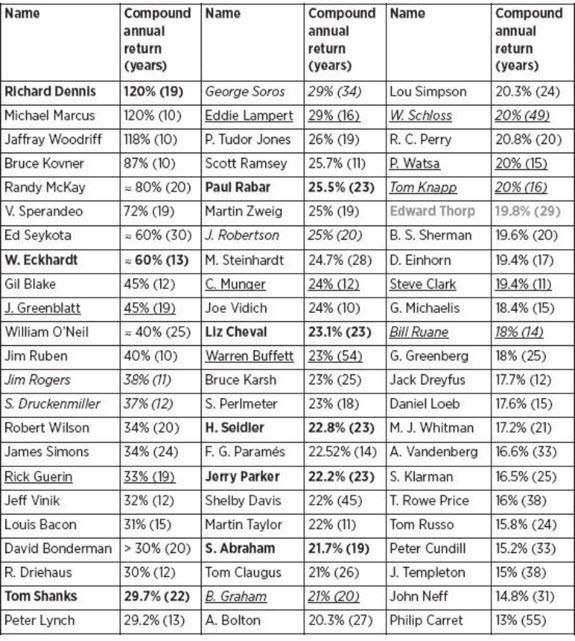 Name Compound annual return (years) Name Compound annual return (years) Name Compound annual return (years)
Richard Dennis 120% (19) George Soros 29% (34) Lou Simpson 20.3% (24)
Michael Marcus 120% (10) Eddie Lampert 29% (16) W. Schloss 20% (49)
Jaffray Woodriff 118% (10) P. Tudor Jones 26% (19) R. C. Perry 20.8% (20)
Bruce Kovner 87% (10) Scott Ramsey 25.7% (11) P. Watsa 20% (15)
Randy McKay ≈ 80% (20) Paul Rabar 25.5% (23) Tom Knapp 20% (16)
V. Sperandeo 72% (19) Martin Zweig 25% (19) Edward Thorp 19.8% (29)
Ed Seykota ≈ 60% (30) J. Robertson 25% (20) B. S. Sherman 19.6% (20)
W. Eckhardt ≈ 60% (13) M. Steinhardt 24.7% (28) D. Einhorn 19.4% (17)
Gil Blake 45% (12) C. Munger 24% (12) Steve Clark 19.4% (11)
J. Greenblatt 45% (19) Joe Vidich 24% (10) G. Michaelis 18.4% (15)
William O'Neil ≈ 40% (25) Liz Cheval 23.1% (23) Bill Ruane 18% (14)
Jim Ruben 40% (10) Warren Buffett 23% (54) G. Greenberg 18% (25)
Jim Rogers 38% (11) Bruce Karsh 23% (25) Jack Dreyfus 17.7% (12)
S. Druckenmiller 37% (12) S. Perlmeter 23% (18) Daniel Loeb 17.6% (15)
Robert Wilson 34% (20) H. Seidler 22.8% (23) M. J. Whitman 17.2% (21)
James Simons 34% (24) F. G. Paramés 22.52% (14) A. Vandenberg 16.6% (33)
Rick Guerin 33% (19) Jerry Parker 22.2% (23) S. Klarman 16.5% (25)
Jeff Vinik 32% (12) Shelby Davis 22% (45) T. Rowe Price 16% (38)
Louis Bacon 31% (15) Martin Taylor 22% (11) Tom Russo 15.8% (24)
David Bonderman > 30% (20) S. Abraham 21.7% (19) Peter Cundill 15.2% (33)
R. Driehaus 30% (12) Tom Claugus 21% (26) J. Templeton 15% (38)
Tom Shanks 29.7% (22) B. Graham 21% (20) John Neff 14.8% (31)
Peter Lynch 29.2% (13) A. Bolton 20.3% (27) Philip Carret 13% (55)